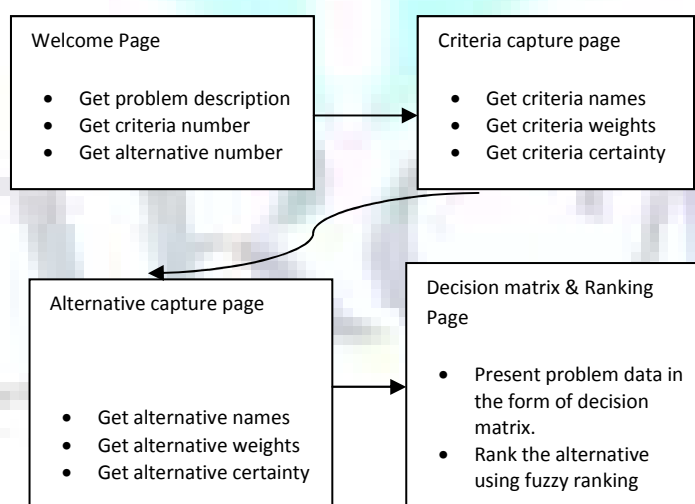 Welcome Page
• Get problem description
• Get criteria number
• Get alternative number
Criteria capture page
• Get criteria names
• Get criteria weights
• Get criteria certainty
Alternative capture page
• Get alternative names
• Get alternative weights
• Get alternative certainty
Decision matrix & Ranking
Page
• Present problem data in
the form of decision
matrix.
• Rank the alternative
using fuzzy ranking